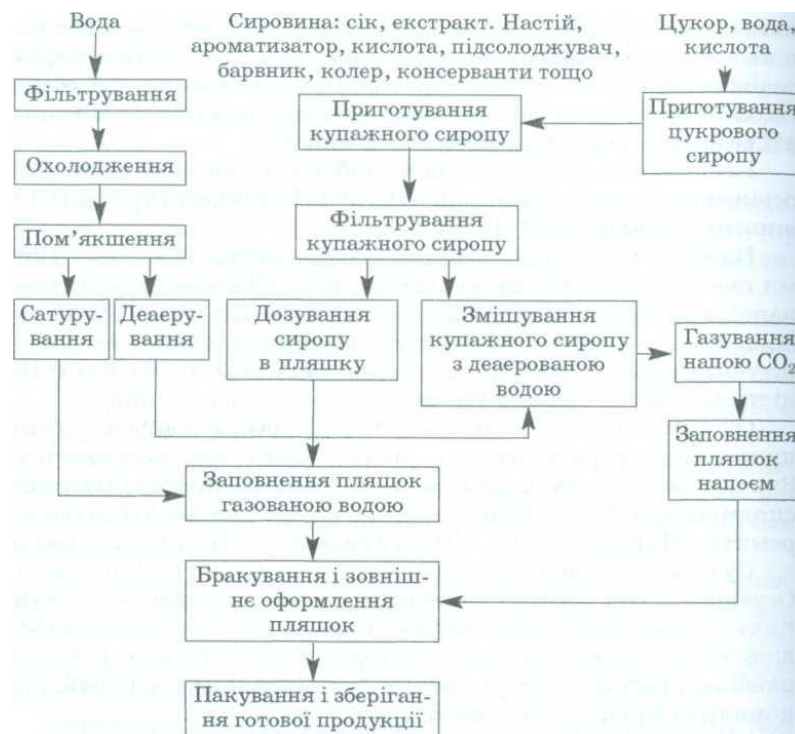 Вода
Сировина: сік, екстракт. Настій,
ароматизатор, кислота, підсолоджувач,
барвник, колер, консерванти тощо
Цукор, вода,
кислота
Фільтрування
Приготування
купажного сиропу
Приготування
цукрового
сиропу
Охолодження
Фільтрування
купажного сиропу
Пом’якшення
Сатуру-
вання
Деаеру-
вання
Дозування
сиропу
в пляшку
Змішування
купажного сиропу
з деаерованою
водою
Газування
напою CO₂
Заповнення
пляшок
напоєм
Заповнення пляшок
газованою водою
Бракування і зовніш-
нє оформлення
пляшок
Пакування і зберіган-
ня готової продукції